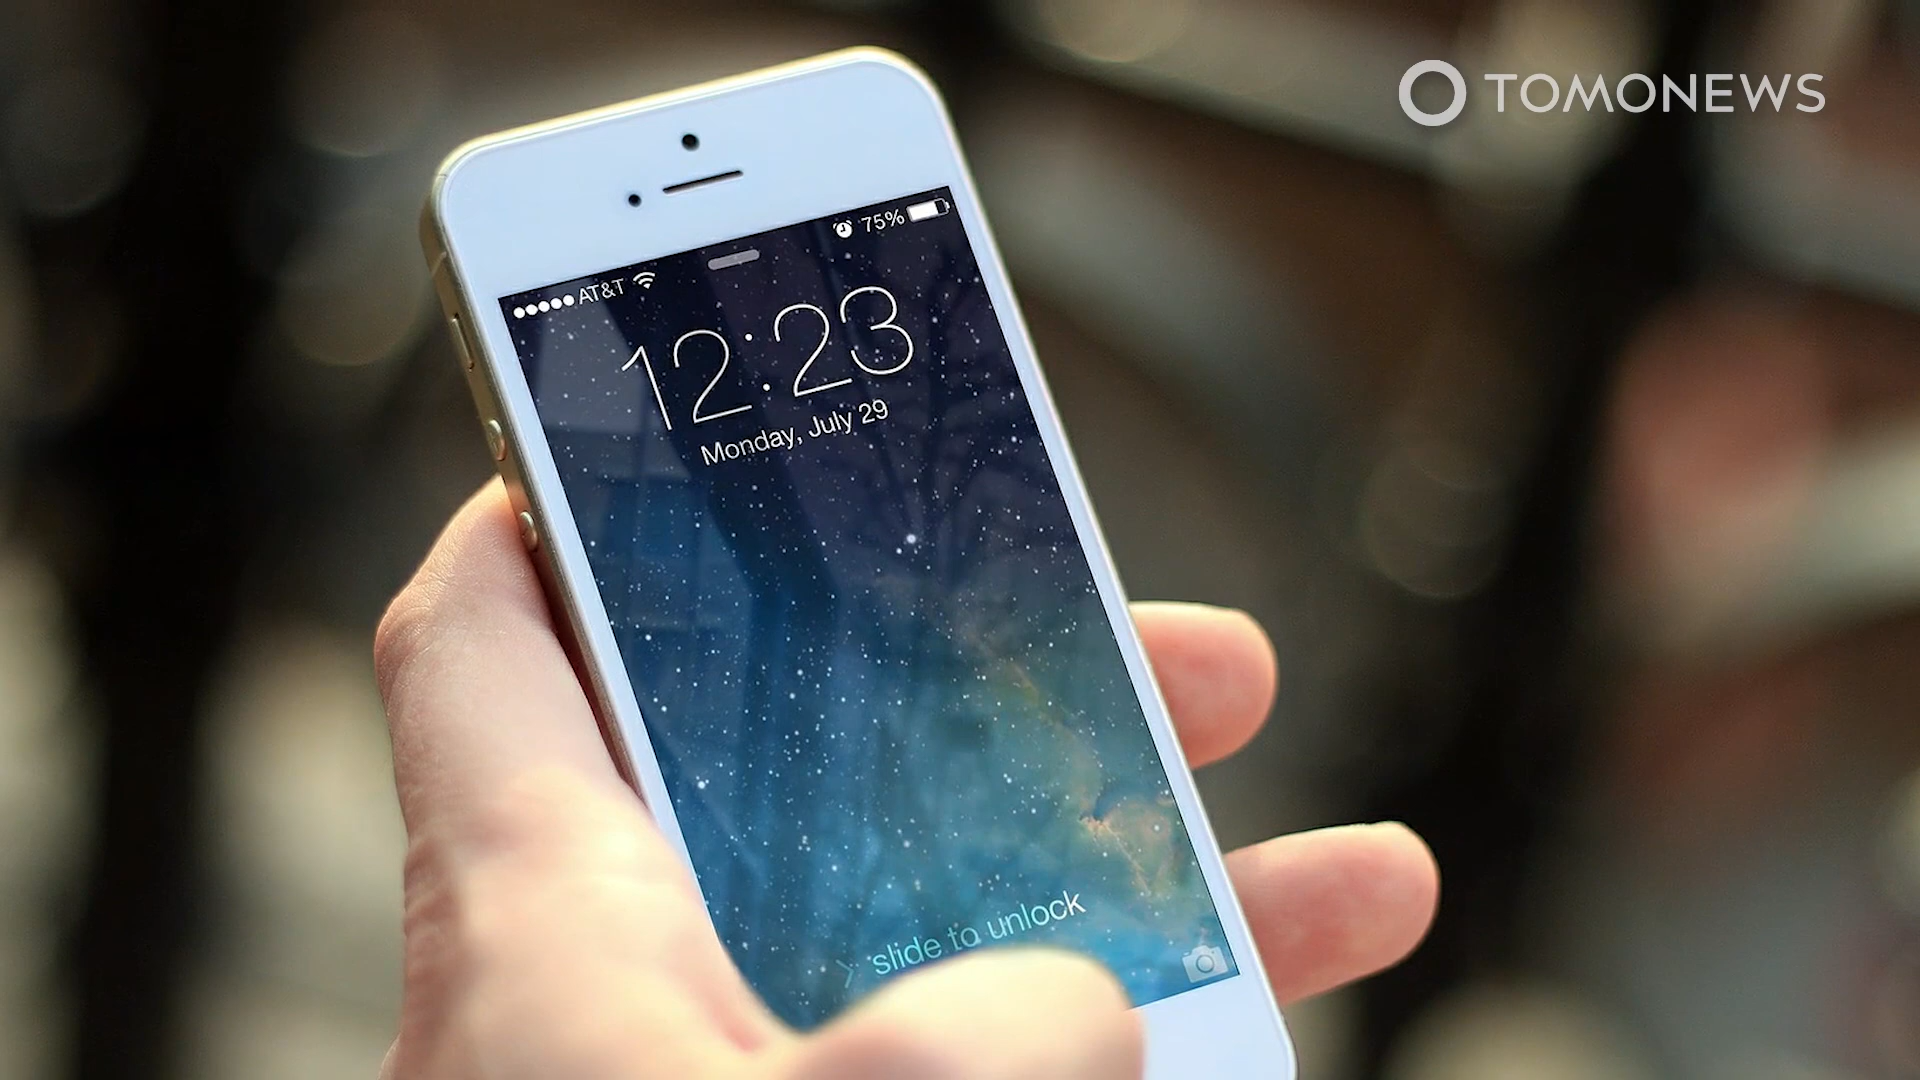 TOMONEWS
●●●●● AT&T 75%
12:23
Monday, July 29
> slide to unlock